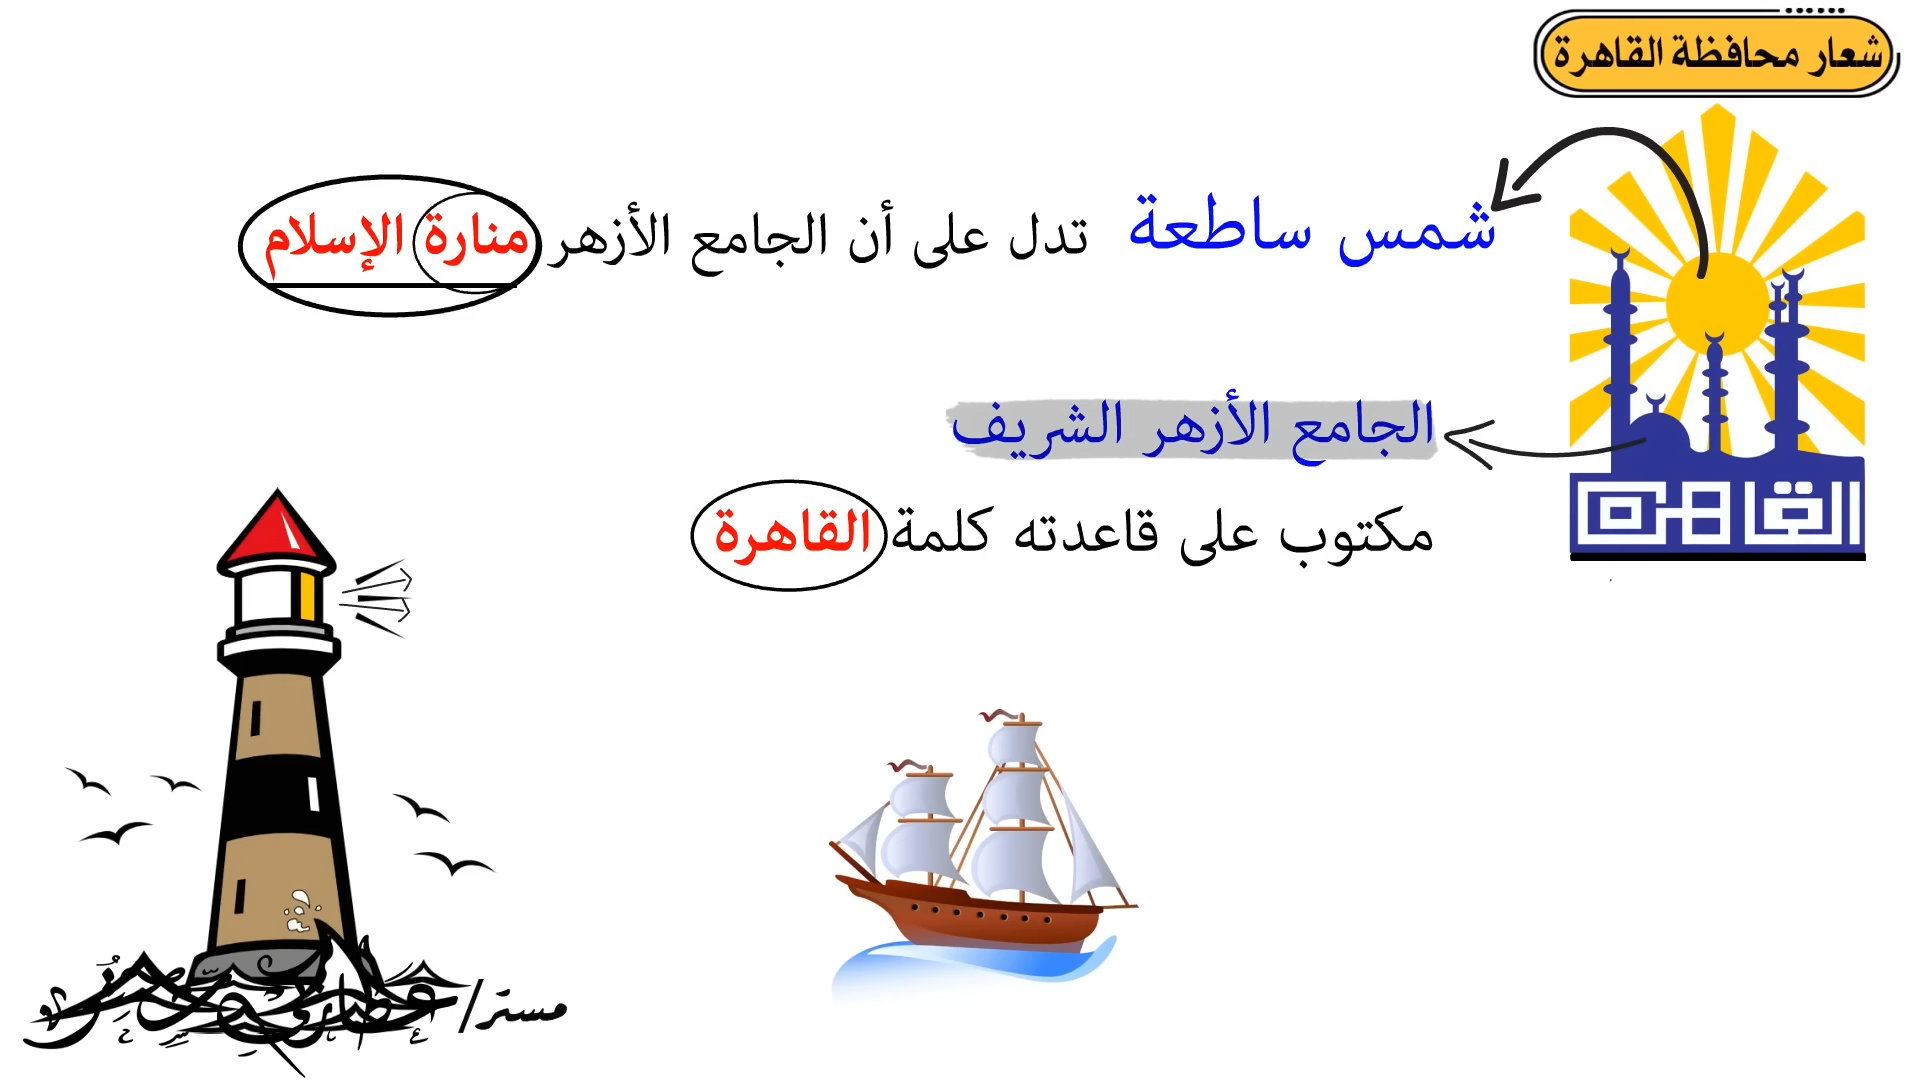 شعار محافظة القاهرة
شمس ساطعة تدل على أن الجامع الأزهر منارة الإسلام
الجامع الأزهر الشريف
مكتوب على قاعدته كلمة القاهرة
القاهرة
مستر/